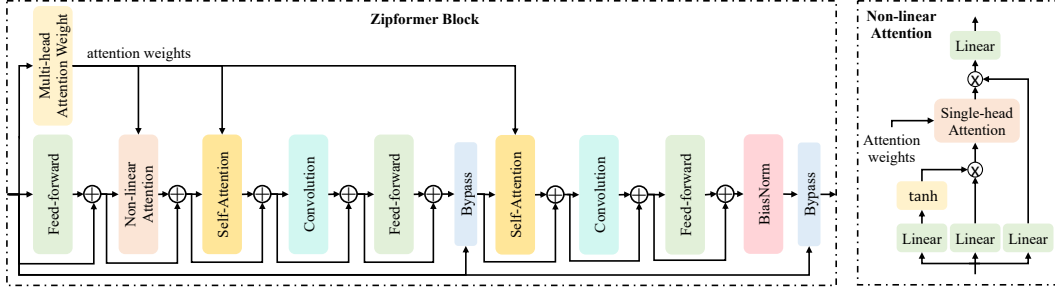 Zipformer Block
Multi-head
Attention Weight
attention weights
Feed-forward
Non-linear
Attention
Self-Attention
Convolution
Feed-forward
Bypass
Self-Attention
Convolution
Feed-forward
BiasNorm
Bypass
Non-linear
Attention
Linear
Single-head
Attention
Attention
weights
tanh
Linear
Linear
Linear